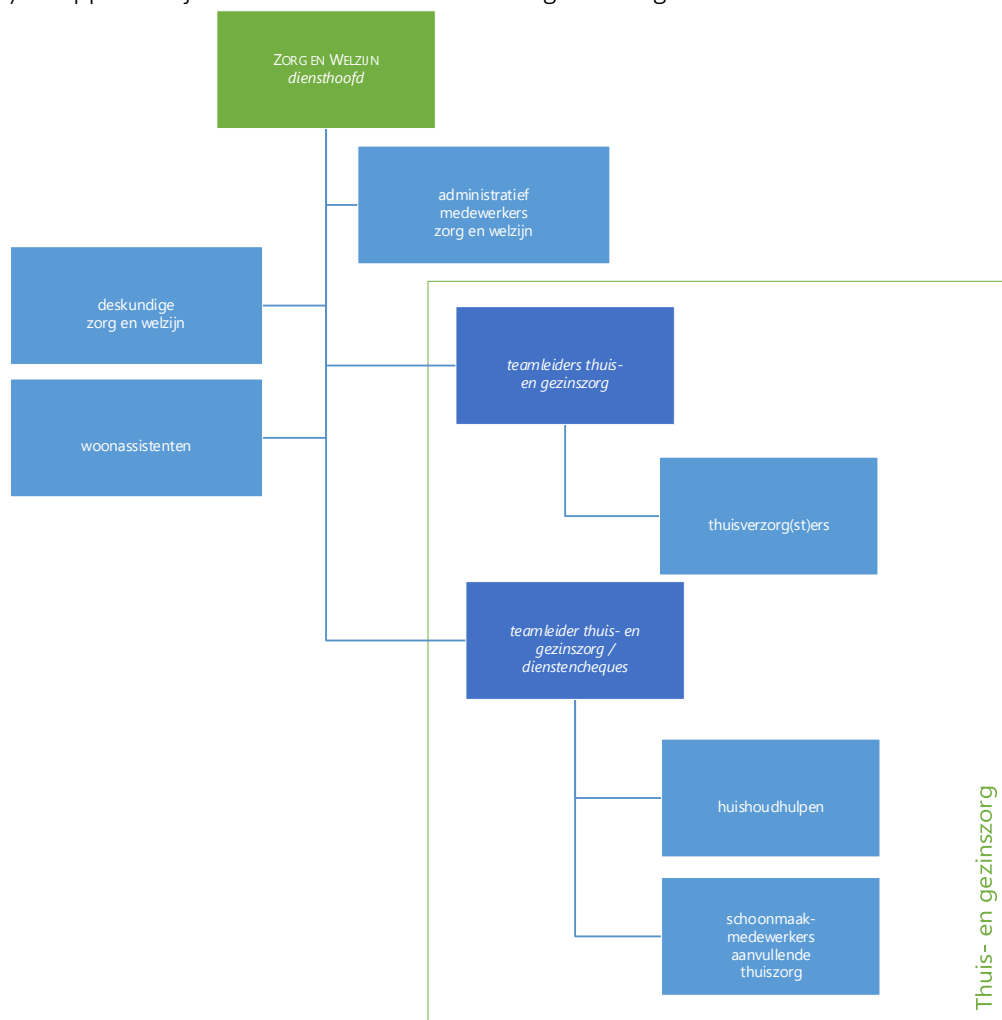 ZORG EN WELZIJN
diensthoofd
administratief
medewerkers
zorg en welzijn
deskundige
zorg en welzijn
teamleiders thuis-
en gezinszorg
woonassistenten
thuisverzorg(st)ers
teamleider thuis- en
gezinszorg /
dienstencheques
huishoudhulpen
schoonmaak-
medewerkers
aanvullende
thuiszorg
Thuis- en gezinszorg